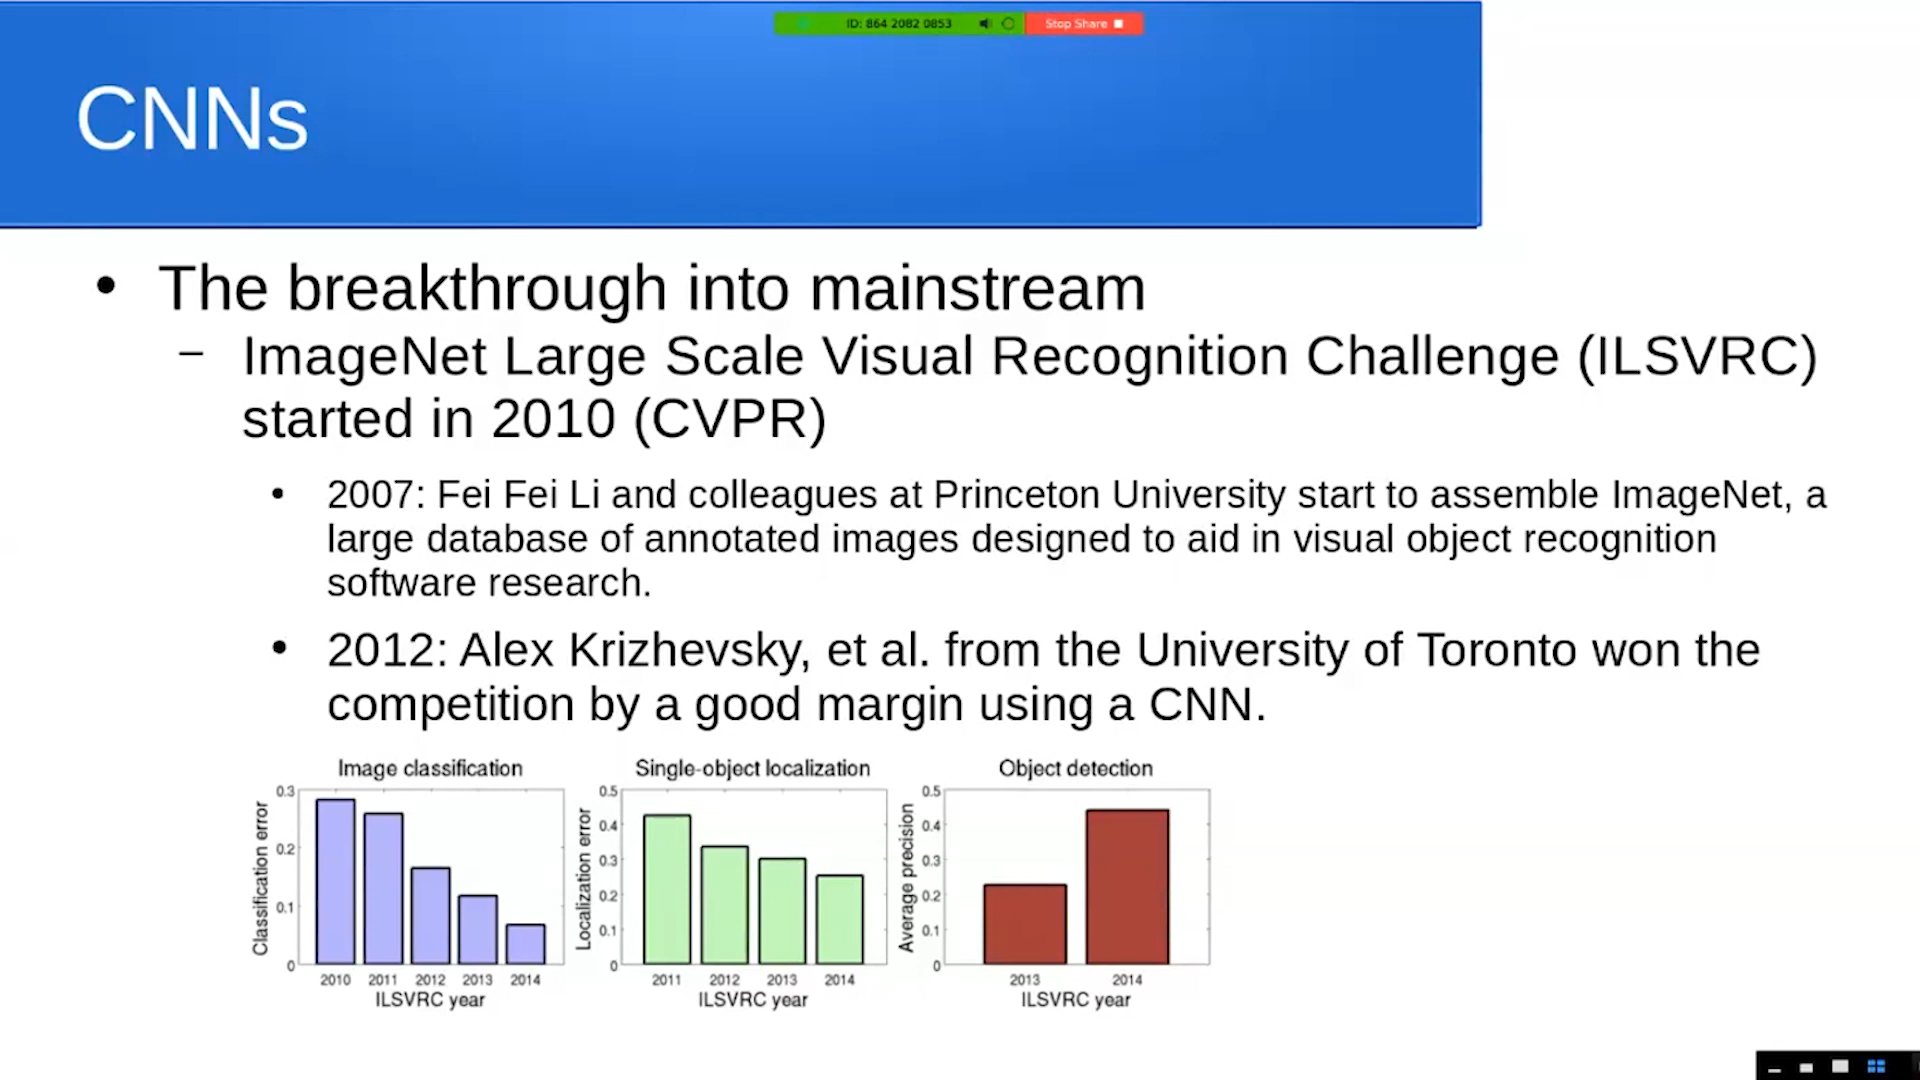 ID: 864 2082 0853 Stop Share
CNNs
• The breakthrough into mainstream
– ImageNet Large Scale Visual Recognition Challenge (ILSVRC)
started in 2010 (CVPR)
• 2007: Fei Fei Li and colleagues at Princeton University start to assemble ImageNet, a
large database of annotated images designed to aid in visual object recognition
software research.
• 2012: Alex Krizhevsky, et al. from the University of Toronto won the
competition by a good margin using a CNN.
Image classification
Classification error
0.3
0.2
0.1
0
2010 2011 2012 2013 2014
ILSVRC year
Single-object localization
Localization error
0.5
0.4
0.3
0.2
0.1
0
2011 2012 2013 2014
ILSVRC year
Object detection
Average precision
0.5
0.4
0.3
0.2
0.1
0
2013 2014
ILSVRC year